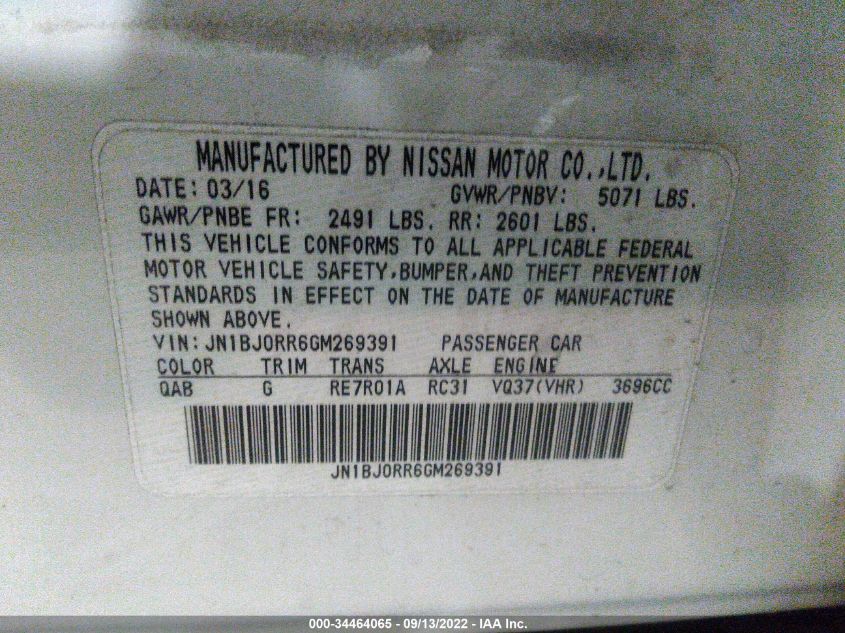 MANUFACTURED BY NISSAN MOTOR CO.,LTD.
DATE: 03/16 GVWR/PNBV: 5071 LBS.
GAWR/PNBE FR: 2491 LBS. RR: 2601 LBS.
THIS VEHICLE CONFORMS TO ALL APPLICABLE FEDERAL
MOTOR VEHICLE SAFETY,BUMPER,AND THEFT PREVENTION
STANDARDS IN EFFECT ON THE DATE OF MANUFACTURE
SHOWN ABOVE.
VIN: JN1BJ0RR6GM269391 PASSENGER CAR
COLOR TRIM TRANS AXLE ENGINE
QAB G RE7R01A RC31 VQ37(VHR) 3696CC
JN1BJ0RR6GM269391
000-34464065 - 09/13/2022 - IAA Inc.